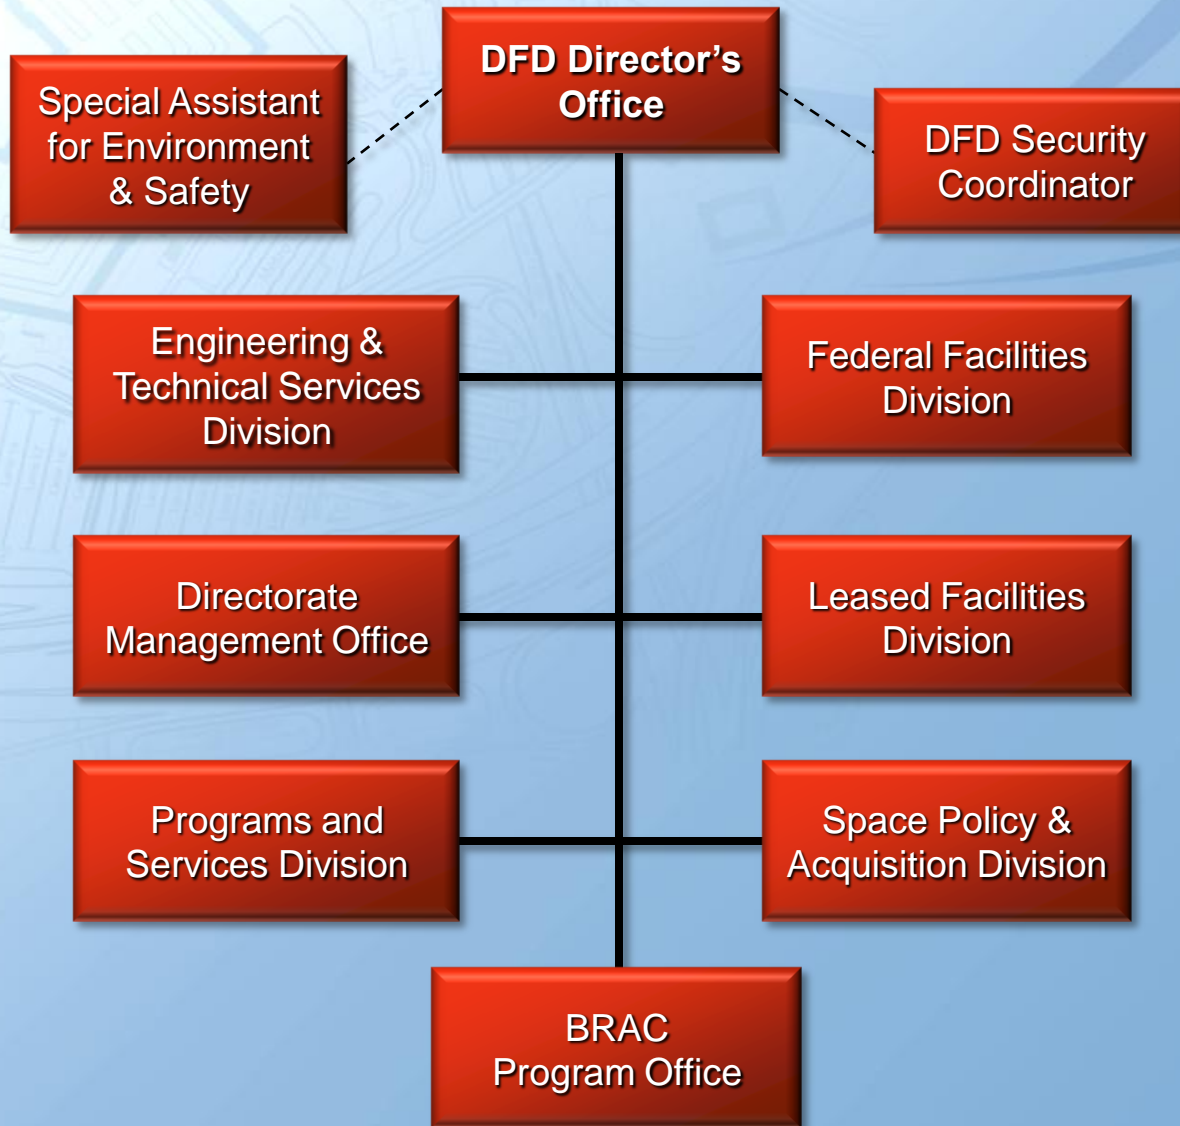 DFD Director’s
Office
Special Assistant
for Environment
& Safety
DFD Security
Coordinator
Engineering &
Technical Services
Division
Federal Facilities
Division
Directorate
Management Office
Leased Facilities
Division
Programs and
Services Division
Space Policy &
Acquisition Division
BRAC
Program Office